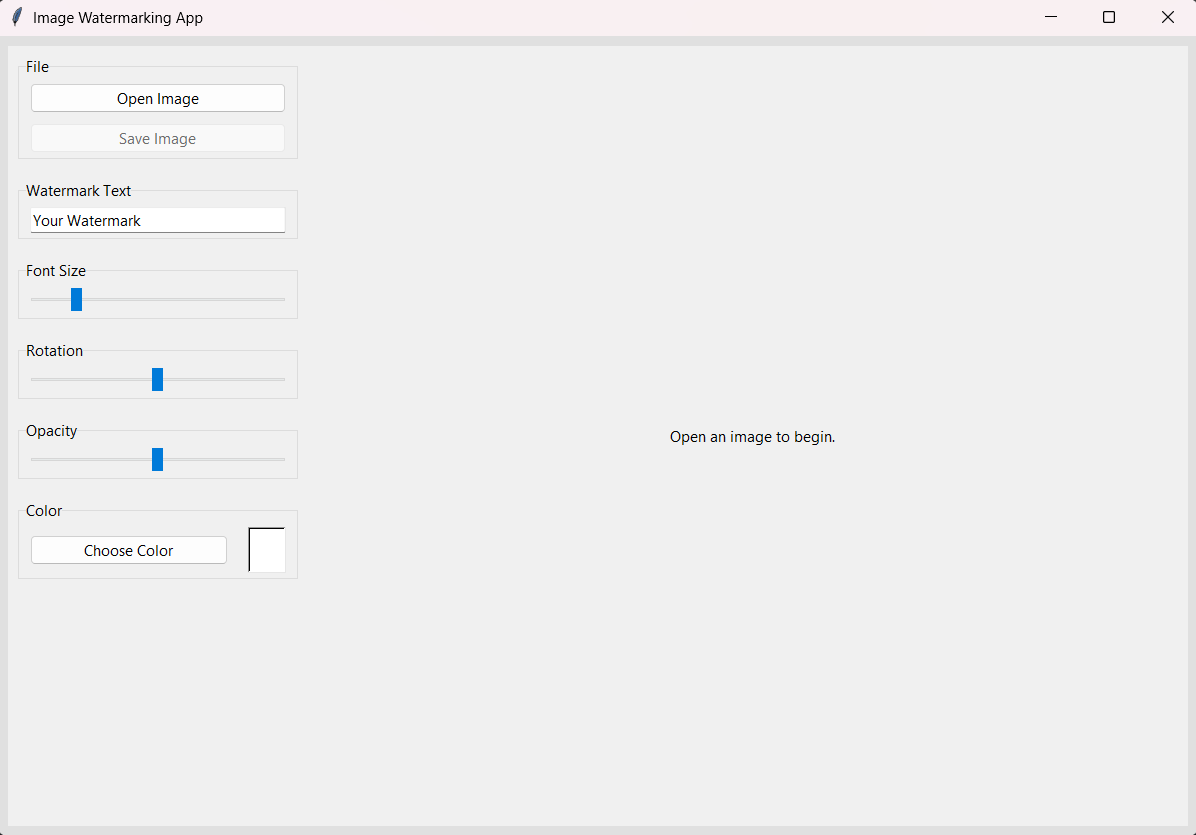 Image Watermarking App
File
Open Image
Save Image
Watermark Text
Your Watermark
Font Size
Rotation
Opacity
Color
Choose Color
Open an image to begin.